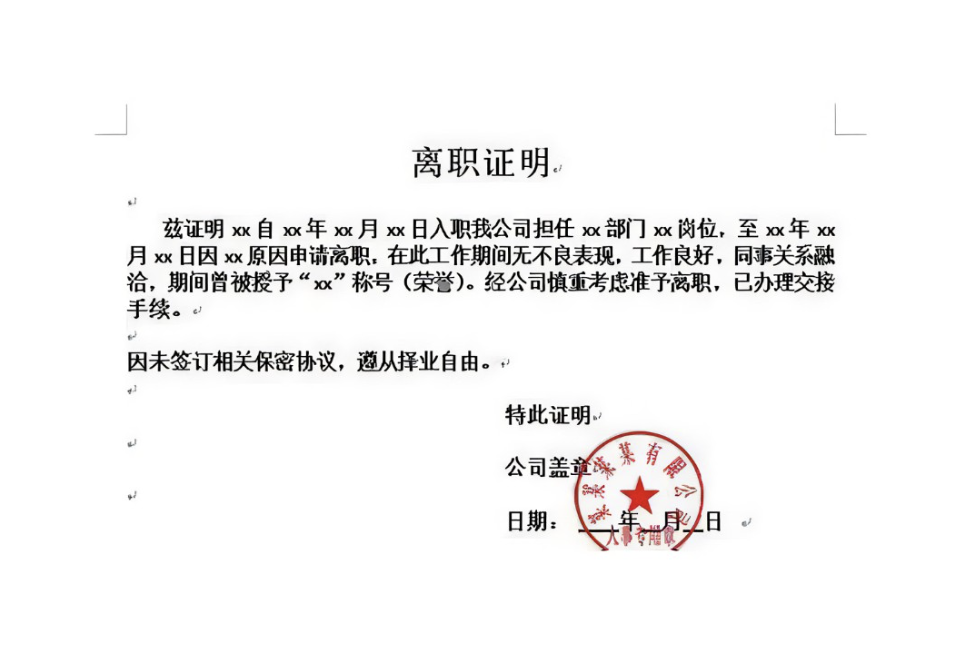 离职证明
兹证明 xx 自 xx 年 xx 月 xx 日入职我公司担任 xx 部门 xx 岗位，至 xx 年 xx
月 xx 日因 xx 原因申请离职，在此工作期间无不良表现，工作良好，同事关系融
洽，期间曾被授予“xx”称号（荣誉）。经公司慎重考虑准予离职，已办理交接
手续。
因未签订相关保密协议，遵从择业自由。
特此证明
公司盖章
某某某某有限公司
日期：___年__月__日
人事专用章